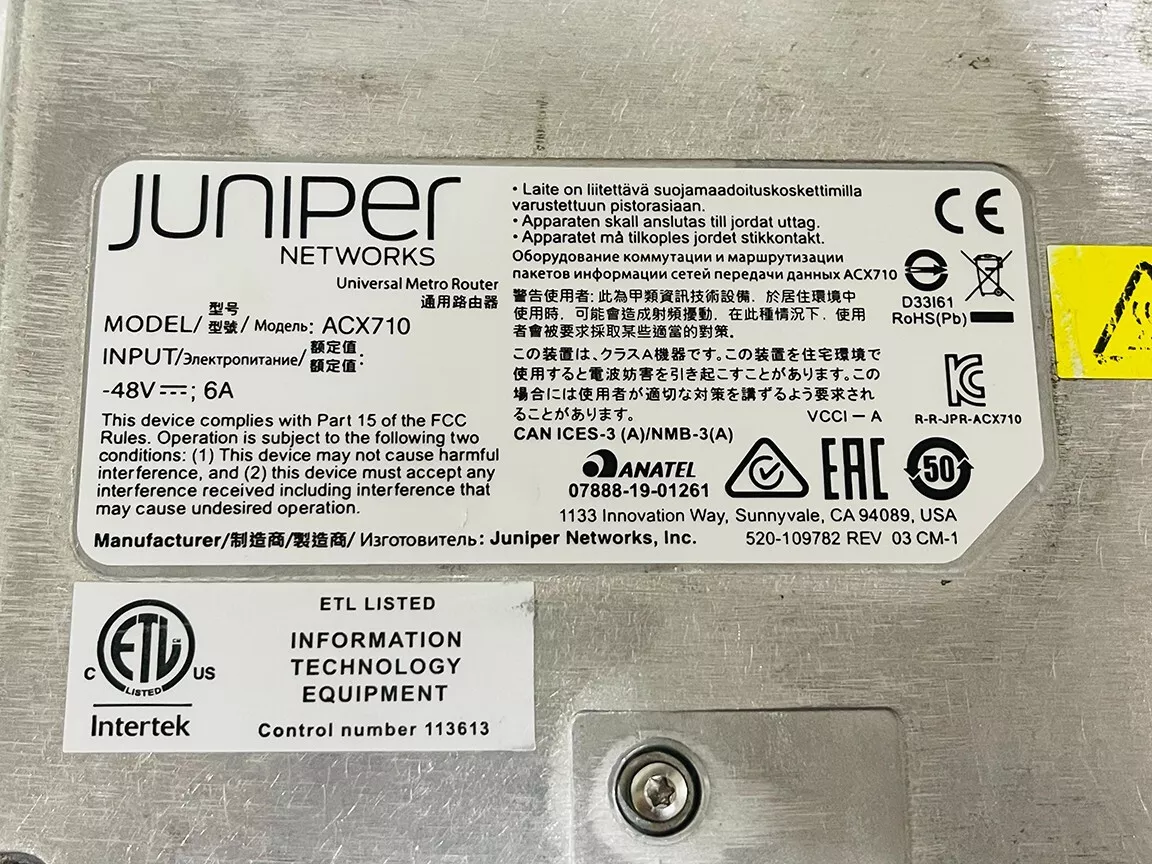 JUNIPER
NETWORKS
Universal Metro Router
通用路由器
型号
MODEL/型號/ Модель: ACX710
額定值
INPUT/Электропитание/额定值:
-48V⎓; 6A
This device complies with Part 15 of the FCC
Rules. Operation is subject to the following two
conditions: (1) This device may not cause harmful
interference, and (2) this device must accept any
interference received including interference that
may cause undesired operation.
Manufacturer/制造商/製造商/ Изготовитель: Juniper Networks, Inc.
• Laite on liitettävä suojamaadoituskoskettimilla
varustettuun pistorasiaan.
• Apparaten skall anslutas till jordat uttag.
• Apparatet må tilkoples jordet stikkontakt.
Оборудование коммутации и маршрутизации
пакетов информации сетей передачи данных ACX710
警告使用者: 此為甲類資訊技術設備，於居住環境中
使用時, 可能會造成射頻擾動，在此種情況下，使用
者會被要求採取某些適當的對策。
この装置は、クラスA機器です。この装置を住宅環境で
使用すると電波妨害を引き起こすことがあります。この
場合には使用者が適切な対策を講ずるよう要求され
ることがあります。 VCCI – A
CAN ICES-3 (A)/NMB-3(A)
ANATEL
07888-19-01261
EAC
50
1133 Innovation Way, Sunnyvale, CA 94089, USA
520-109782 REV 03 CM-1
CE
D33I61
RoHS(Pb)
KC
R-R-JPR-ACX710
ETL CM
LISTED
C US
Intertek
ETL LISTED
INFORMATION
TECHNOLOGY
EQUIPMENT
Control number 113613